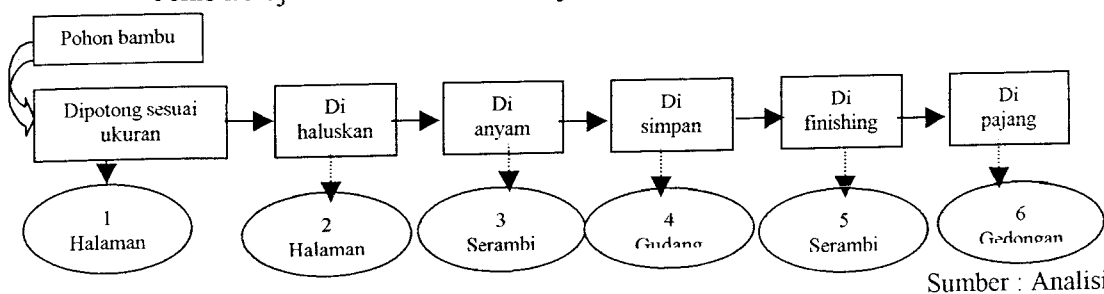 Pohon bambu
Dipotong sesuai
ukuran
Di
haluskan
Di
anyam
Di
simpan
Di
finishing
Di
pajang
1
Halaman
2
Halaman
3
Serambi
4
Gudang
5
Serambi
6
Gedongan
Sumber : Analisi